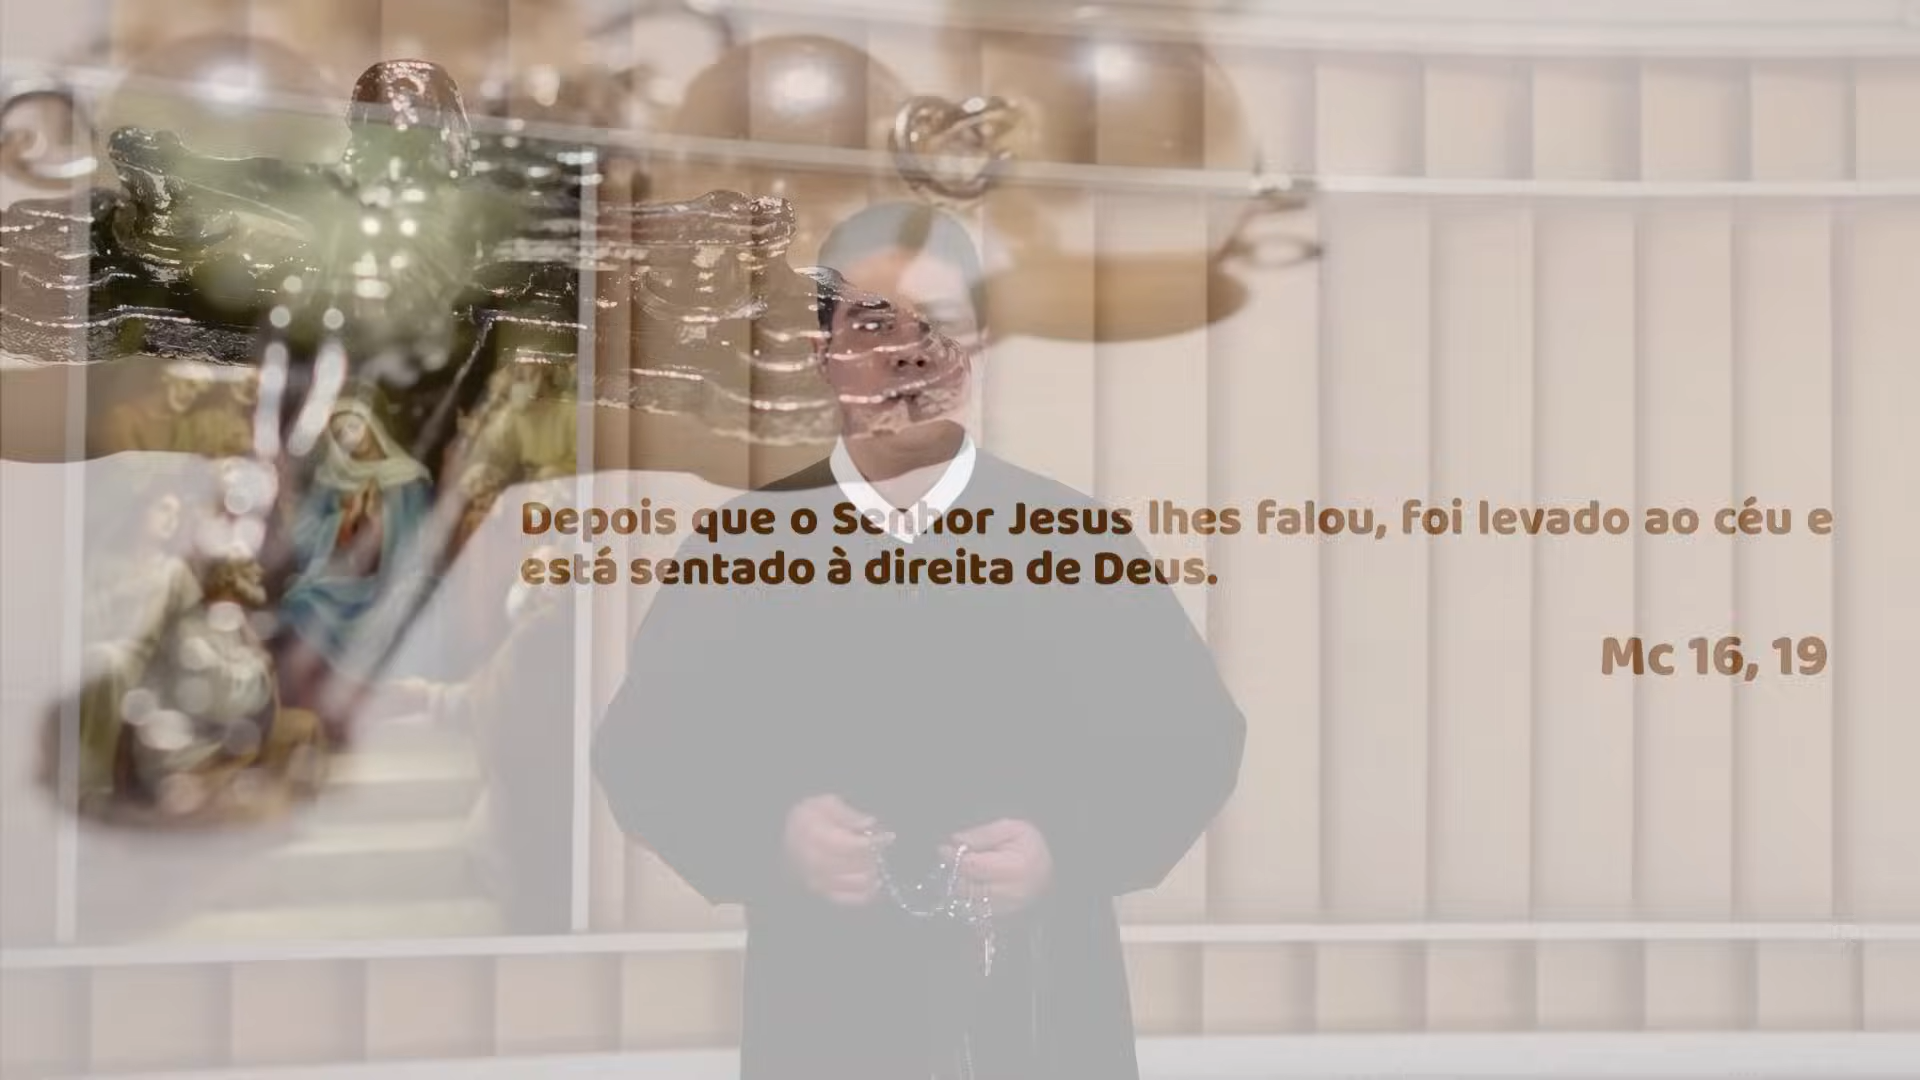 Depois que o Senhor Jesus lhes falou, foi levado ao céu e
está sentado à direita de Deus.
Mc 16, 19